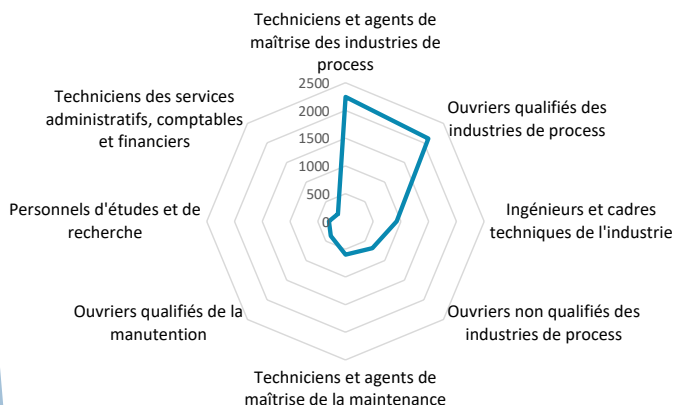 Techniciens et agents de
maîtrise des industries de
process
Ouvriers qualifiés des
industries de process
Ingénieurs et cadres
techniques de l'industrie
Ouvriers non qualifiés des
industries de process
Techniciens et agents de
maîtrise de la maintenance
Ouvriers qualifiés de la
manutention
Personnels d'études et de
recherche
Techniciens des services
administratifs, comptables
et financiers
2500
2000
1500
1000
500
0